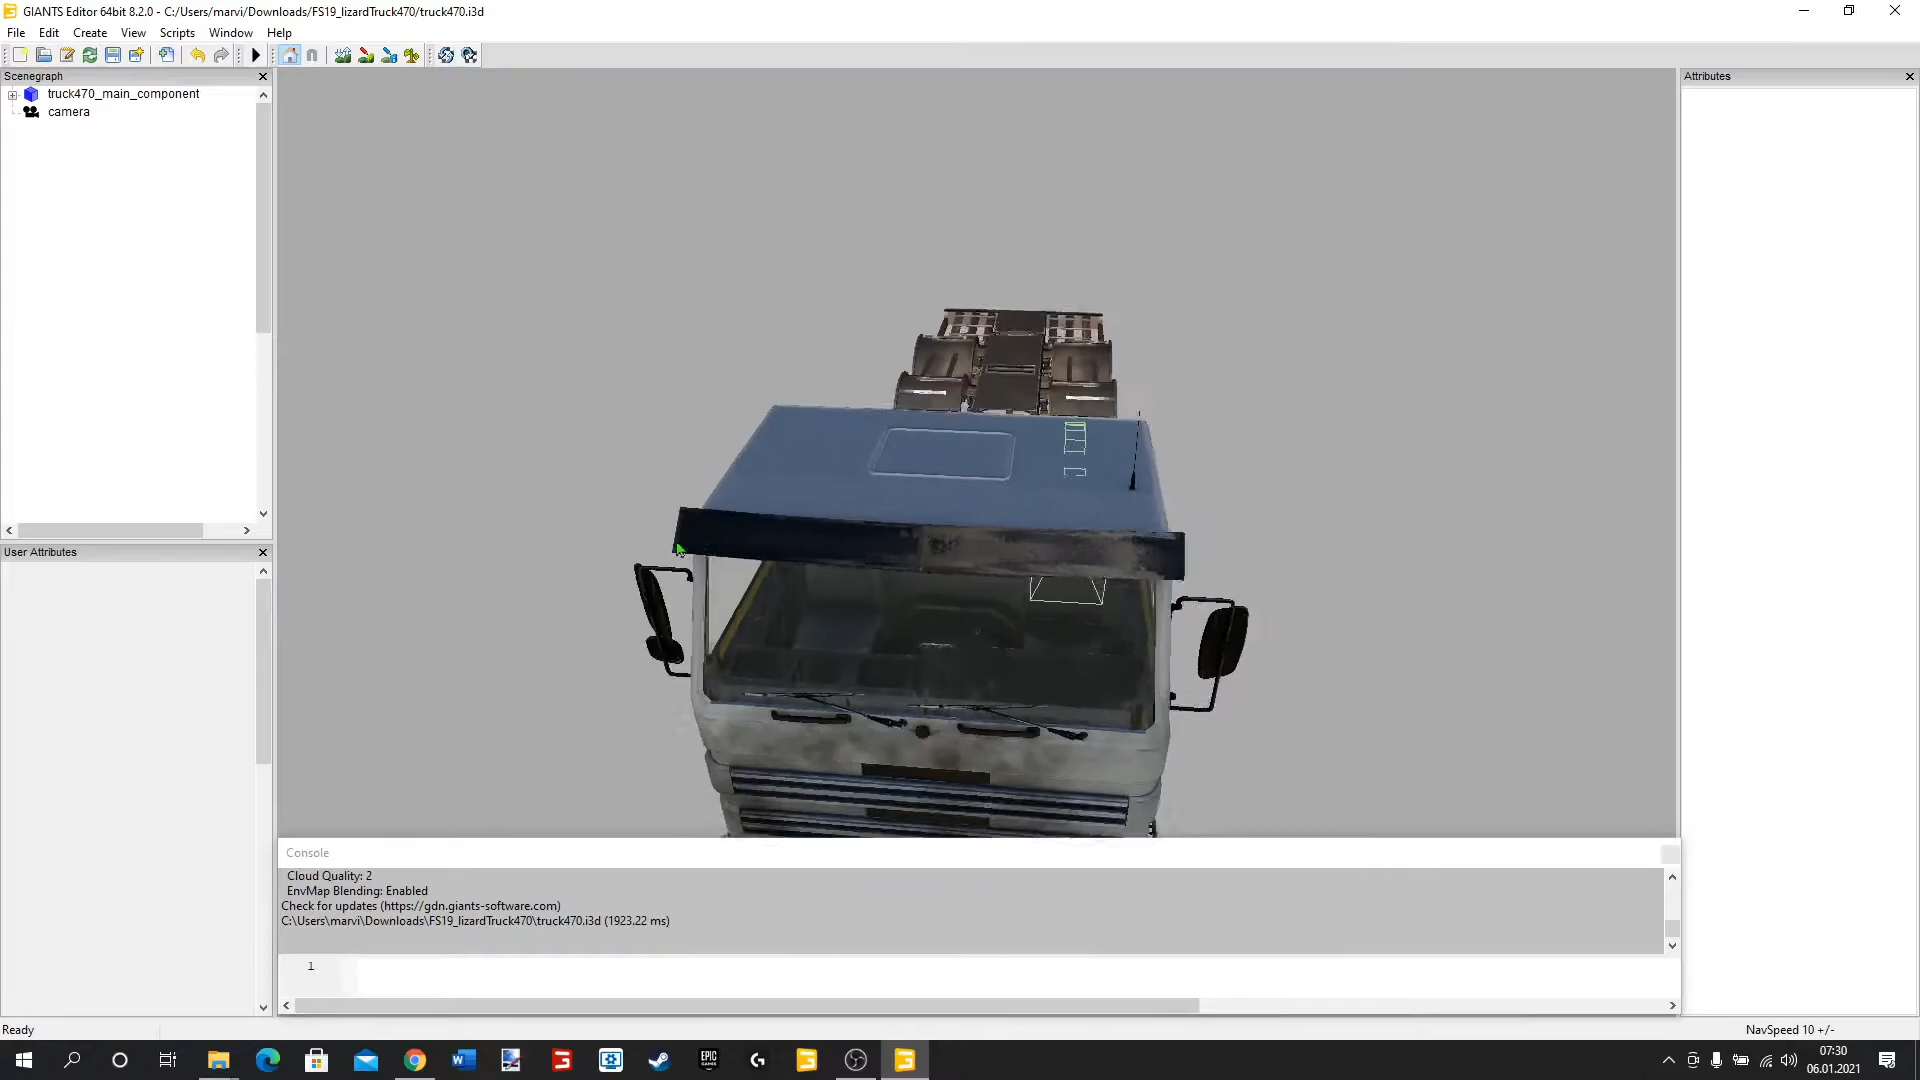 GIANTS Editor 64bit 8.2.0 - C:/Users/marvi/Downloads/FS19_lizardTruck470/truck470.i3d
File Edit Create View Scripts Window Help
Scenegraph
truck470_main_component
camera
User Attributes
Attributes
Console
Cloud Quality: 2
EnvMap Blending: Enabled
Check for updates (https://gdn.giants-software.com)
C:\Users\marvi\Downloads\FS19_lizardTruck470\truck470.i3d (1923.22 ms)
1
Ready
NavSpeed 10 +/-
EPIC
GAMES
07:30
06.01.2021